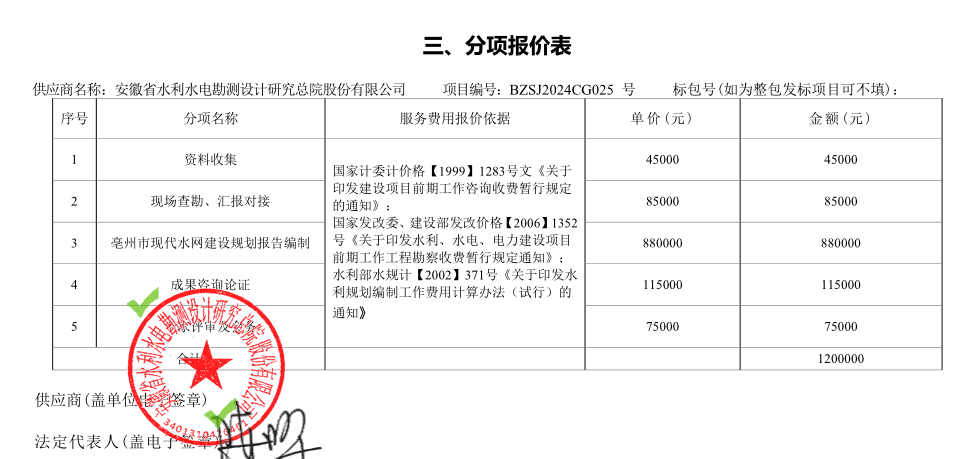 三、分项报价表
供应商名称：安徽省水利水电勘测设计研究总院股份有限公司 项目编号：BZSJ2024CG025 号 标包号(如为整包发标项目可不填)：
序号 分项名称 服务费用报价依据 单价（元） 金额（元）
1 资料收集 45000 45000
2 现场查勘、汇报对接 85000 85000
3 亳州市现代水网建设规划报告编制 880000 880000
4 成果咨询论证 115000 115000
5 家评审及 75000 75000
国家计委计价格【1999】1283号文《关于
印发建设项目前期工作咨询收费暂行规定
的通知》；
国家发改委、建设部发改价格【2006】1352
号《关于印发水利、水电、电力建设项目
前期工作工程勘察收费暂行规定通知》；
水利部水规计【2002】371号《关于印发水
利规划编制工作费用计算办法（试行）的
通知》
合计 1200000
供应商(盖单位 签章)
法定代表人(盖电子签章)
安徽省水利水电勘测设计研究总院股份有限公司